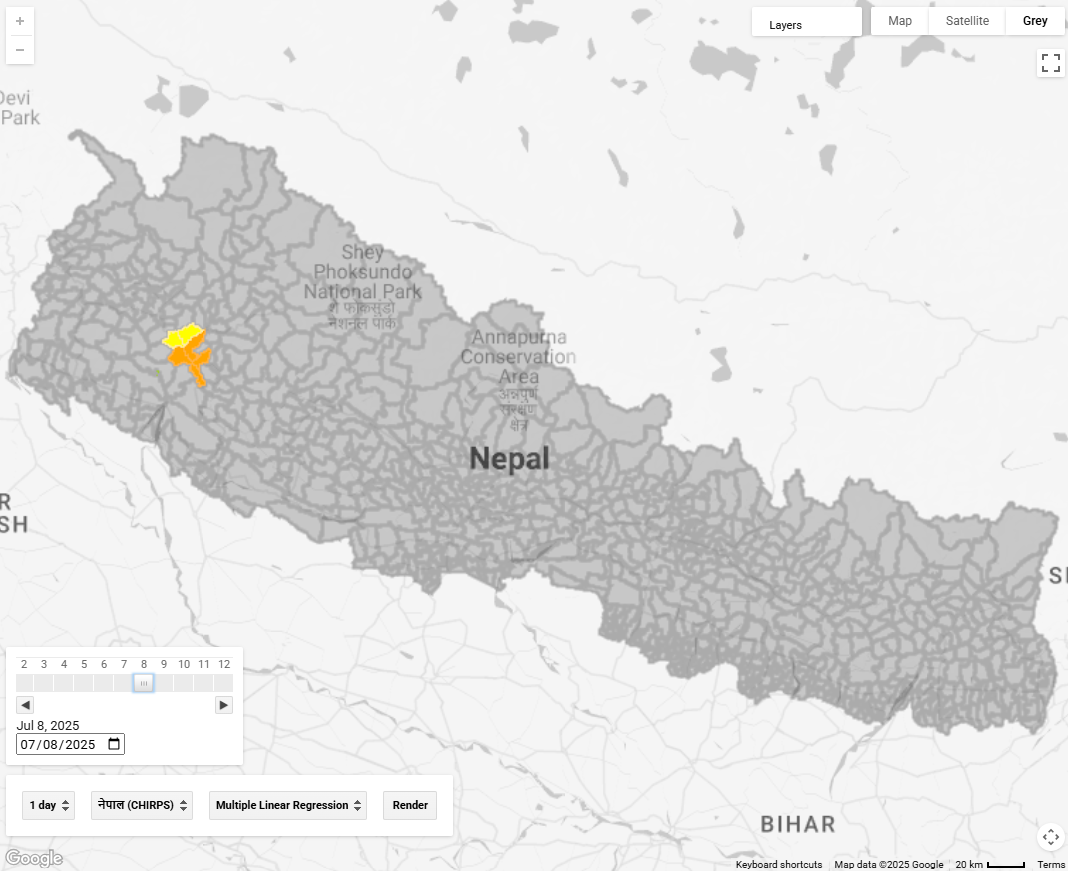 +
−
Layers
Map
Satellite
Grey
Devi
Park
Shey
Phoksundo
National Park
शे फोकसुंडो
नेशनल पार्क
Annapurna
Conservation
Area
अन्नपूर्ण
संरक्षण
क्षेत्र
Nepal
R
SH
SI
BIHAR
2 3 4 5 6 7 8 9 10 11 12
Jul 8, 2025
07/08/2025
1 day
नेपाल (CHIRPS)
Multiple Linear Regression
Render
Google
Keyboard shortcuts
Map data ©2025 Google
20 km
Terms